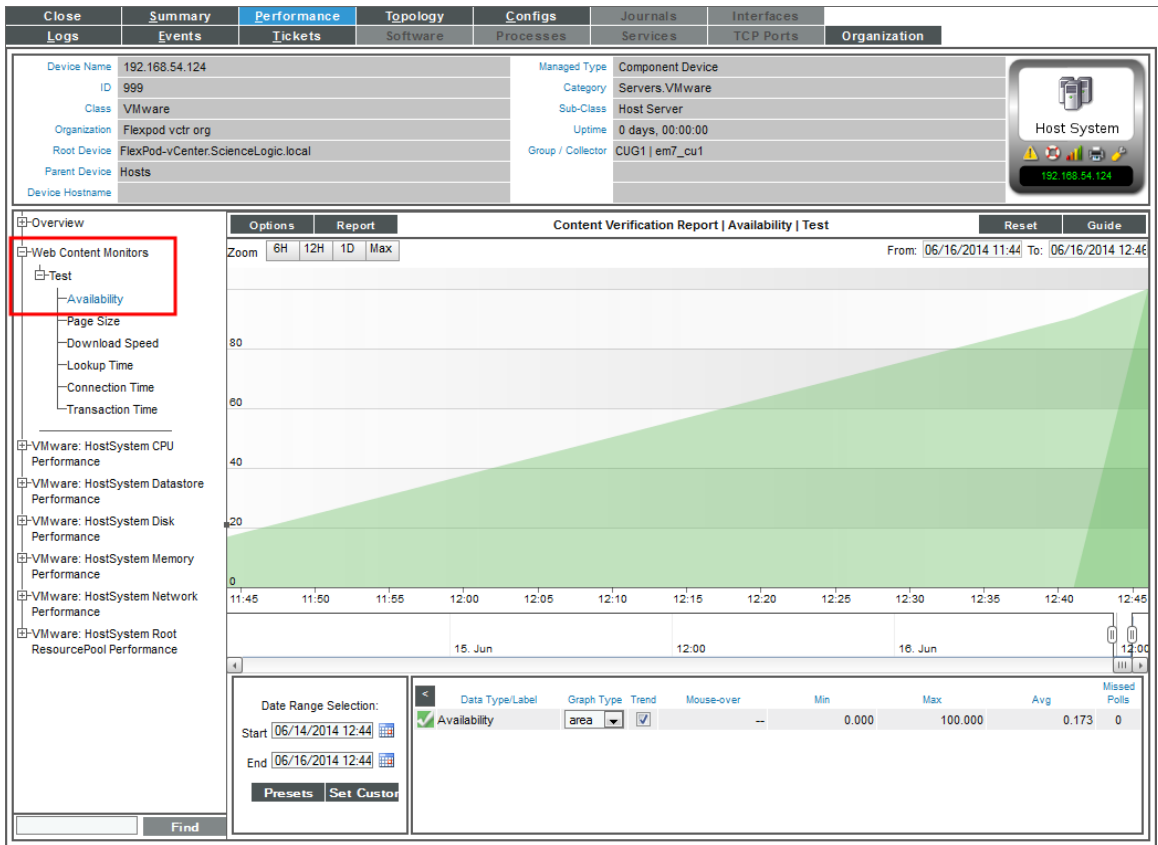 Close Summary Performance Topology Configs Journals Interfaces
Logs Events Tickets Software Processes Services TCP Ports Organization
Device Name 192.168.54.124 Managed Type Component Device
ID 999 Category Servers.VMware
Class VMware Sub-Class Host Server
Organization Flexpod vctr org Uptime 0 days, 00:00:00
Root Device FlexPod-vCenter.ScienceLogic.local Group / Collector CUG1 | em7_cu1
Parent Device Hosts
Device Hostname
Host System
192.168.54.124
Overview
Web Content Monitors
Test
Availability
Page Size
Download Speed
Lookup Time
Connection Time
Transaction Time
VMware: HostSystem CPU
Performance
VMware: HostSystem Datastore
Performance
VMware: HostSystem Disk
Performance
VMware: HostSystem Memory
Performance
VMware: HostSystem Network
Performance
VMware: HostSystem Root
ResourcePool Performance
Find
Options Report Content Verification Report | Availability | Test Reset Guide
Zoom 6H 12H 1D Max From: 06/16/2014 11:44 To: 06/16/2014 12:46
80
60
40
20
0
11:45 11:50 11:55 12:00 12:05 12:10 12:15 12:20 12:25 12:30 12:35 12:40 12:45
15. Jun 12:00 16. Jun 12:00
Date Range Selection:
Start 06/14/2014 12:44
End 06/16/2014 12:44
Presets Set Custor
< Data Type/Label Graph Type Trend Mouse-over Min Max Avg Missed Polls
Availability area -- 0.000 100.000 0.173 0